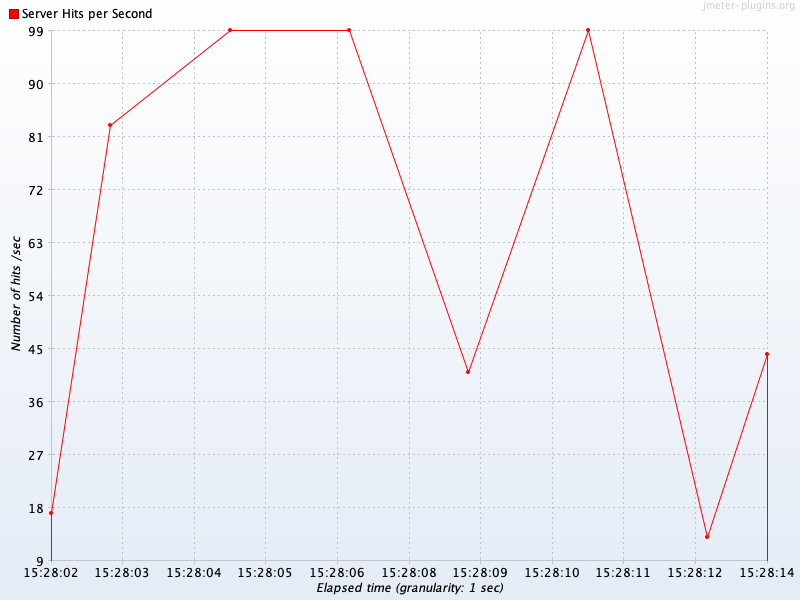 jmeter-plugins.org
Server Hits per Second
99
90
81
72
63
54
45
36
27
18
9
Number of hits /sec
15:28:02 15:28:03 15:28:04 15:28:05 15:28:06 15:28:08 15:28:09 15:28:10 15:28:11 15:28:12 15:28:14
Elapsed time (granularity: 1 sec)